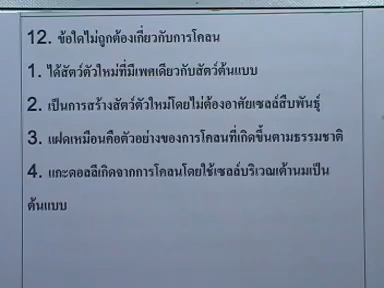 12. ข้อใดไม่ถูกต้องเกี่ยวกับการโคลน
1. ได้สัตว์ตัวใหม่ที่มีเพศเดียวกับสัตว์ต้นแบบ
2. เป็นการสร้างสัตว์ตัวใหม่โดยไม่ต้องอาศัยเซลล์สืบพันธุ์
3. แฝดเหมือนคือตัวอย่างของการโคลนที่เกิดขึ้นตามธรรมชาติ
4. แกะดอลลีเกิดจากการโคลนโดยใช้เซลล์บริเวณเต้านมเป็น
ต้นแบบ